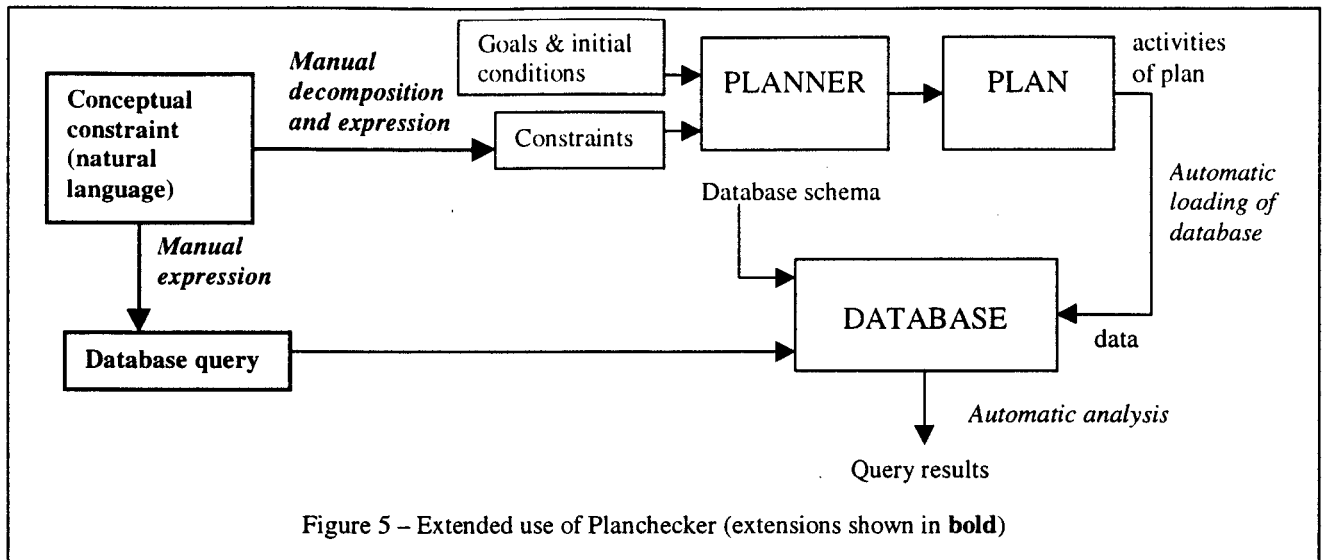 Goals & initial
conditions
Manual
decomposition
and expression
Conceptual
constraint
(natural
language)
Constraints
PLANNER
PLAN
activities
of plan
Automatic
loading of
database
Database schema
Manual
expression
DATABASE
data
Database query
Automatic analysis
Query results
Figure 5 – Extended use of Planchecker (extensions shown in bold)